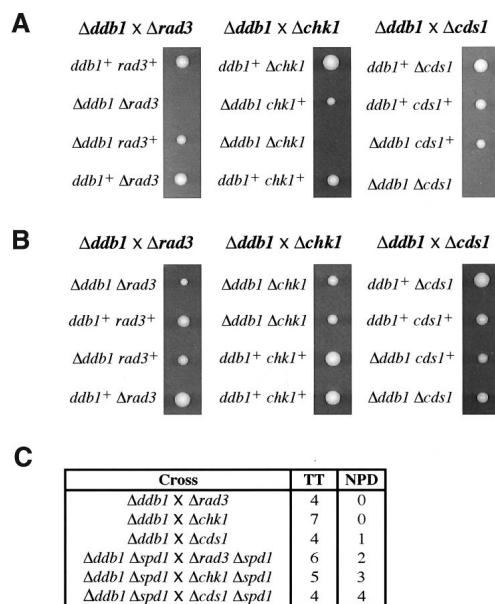 A
Δddb1 X Δrad3 Δddb1 X Δchk1 Δddb1 X Δcds1
ddb1+ rad3+ ddb1+ Δchk1 ddb1+ Δcds1
Δddb1 Δrad3 Δddb1 chk1+ ddb1+ cds1+
Δddb1 rad3+ Δddb1 Δchk1 Δddb1 cds1+
ddb1+ Δrad3 ddb1+ chk1+ Δddb1 Δcds1
B
Δddb1 X Δrad3 Δddb1 X Δchk1 Δddb1 X Δcds1
Δddb1 Δrad3 Δddb1 Δchk1 ddb1+ Δcds1
ddb1+ rad3+ Δddb1 Δchk1 ddb1+ cds1+
Δddb1 rad3+ ddb1+ chk1+ Δddb1 cds1+
ddb1+ Δrad3 ddb1+ chk1+ Δddb1 Δcds1
C
Cross TT NPD
Δddb1 X Δrad3 4 0
Δddb1 X Δchk1 7 0
Δddb1 X Δcds1 4 1
Δddb1 Δspd1 X Δrad3 Δspd1 6 2
Δddb1 Δspd1 X Δchk1 Δspd1 5 3
Δddb1 Δspd1 X Δcds1 Δspd1 4 4